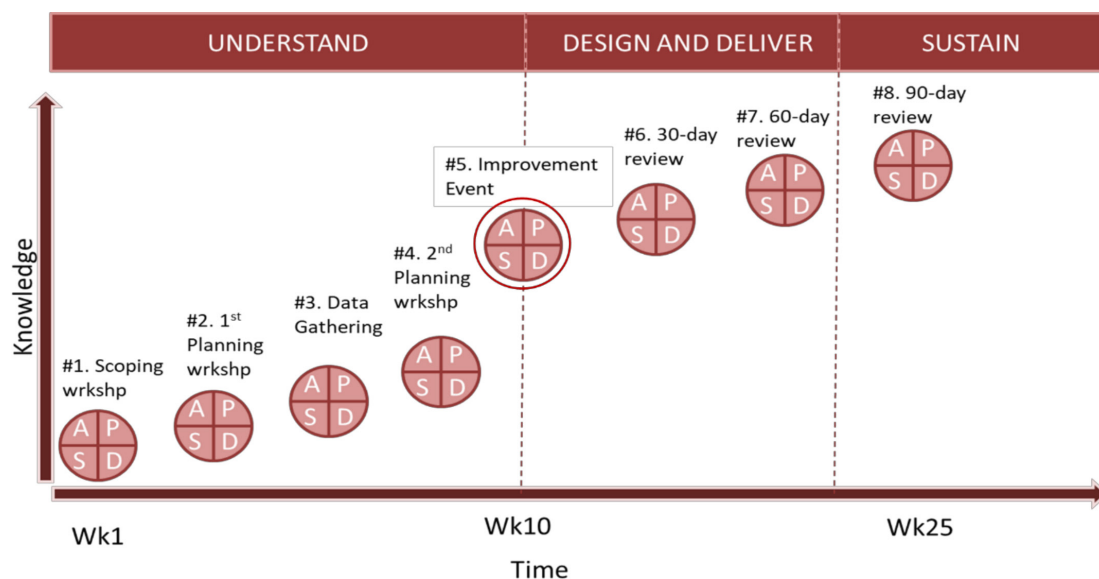 UNDERSTAND
DESIGN AND DELIVER
SUSTAIN
Knowledge
#1. Scoping
wrkshp
A P
S D
#2. 1st
Planning
wrkshp
A P
S D
#3. Data
Gathering
A P
S D
#4. 2nd
Planning
wrkshp
A P
S D
#5. Improvement
Event
A P
S D
#6. 30-day
review
A P
S D
#7. 60-day
review
A P
S D
#8. 90-day
review
A P
S D
Wk1
Wk10
Wk25
Time